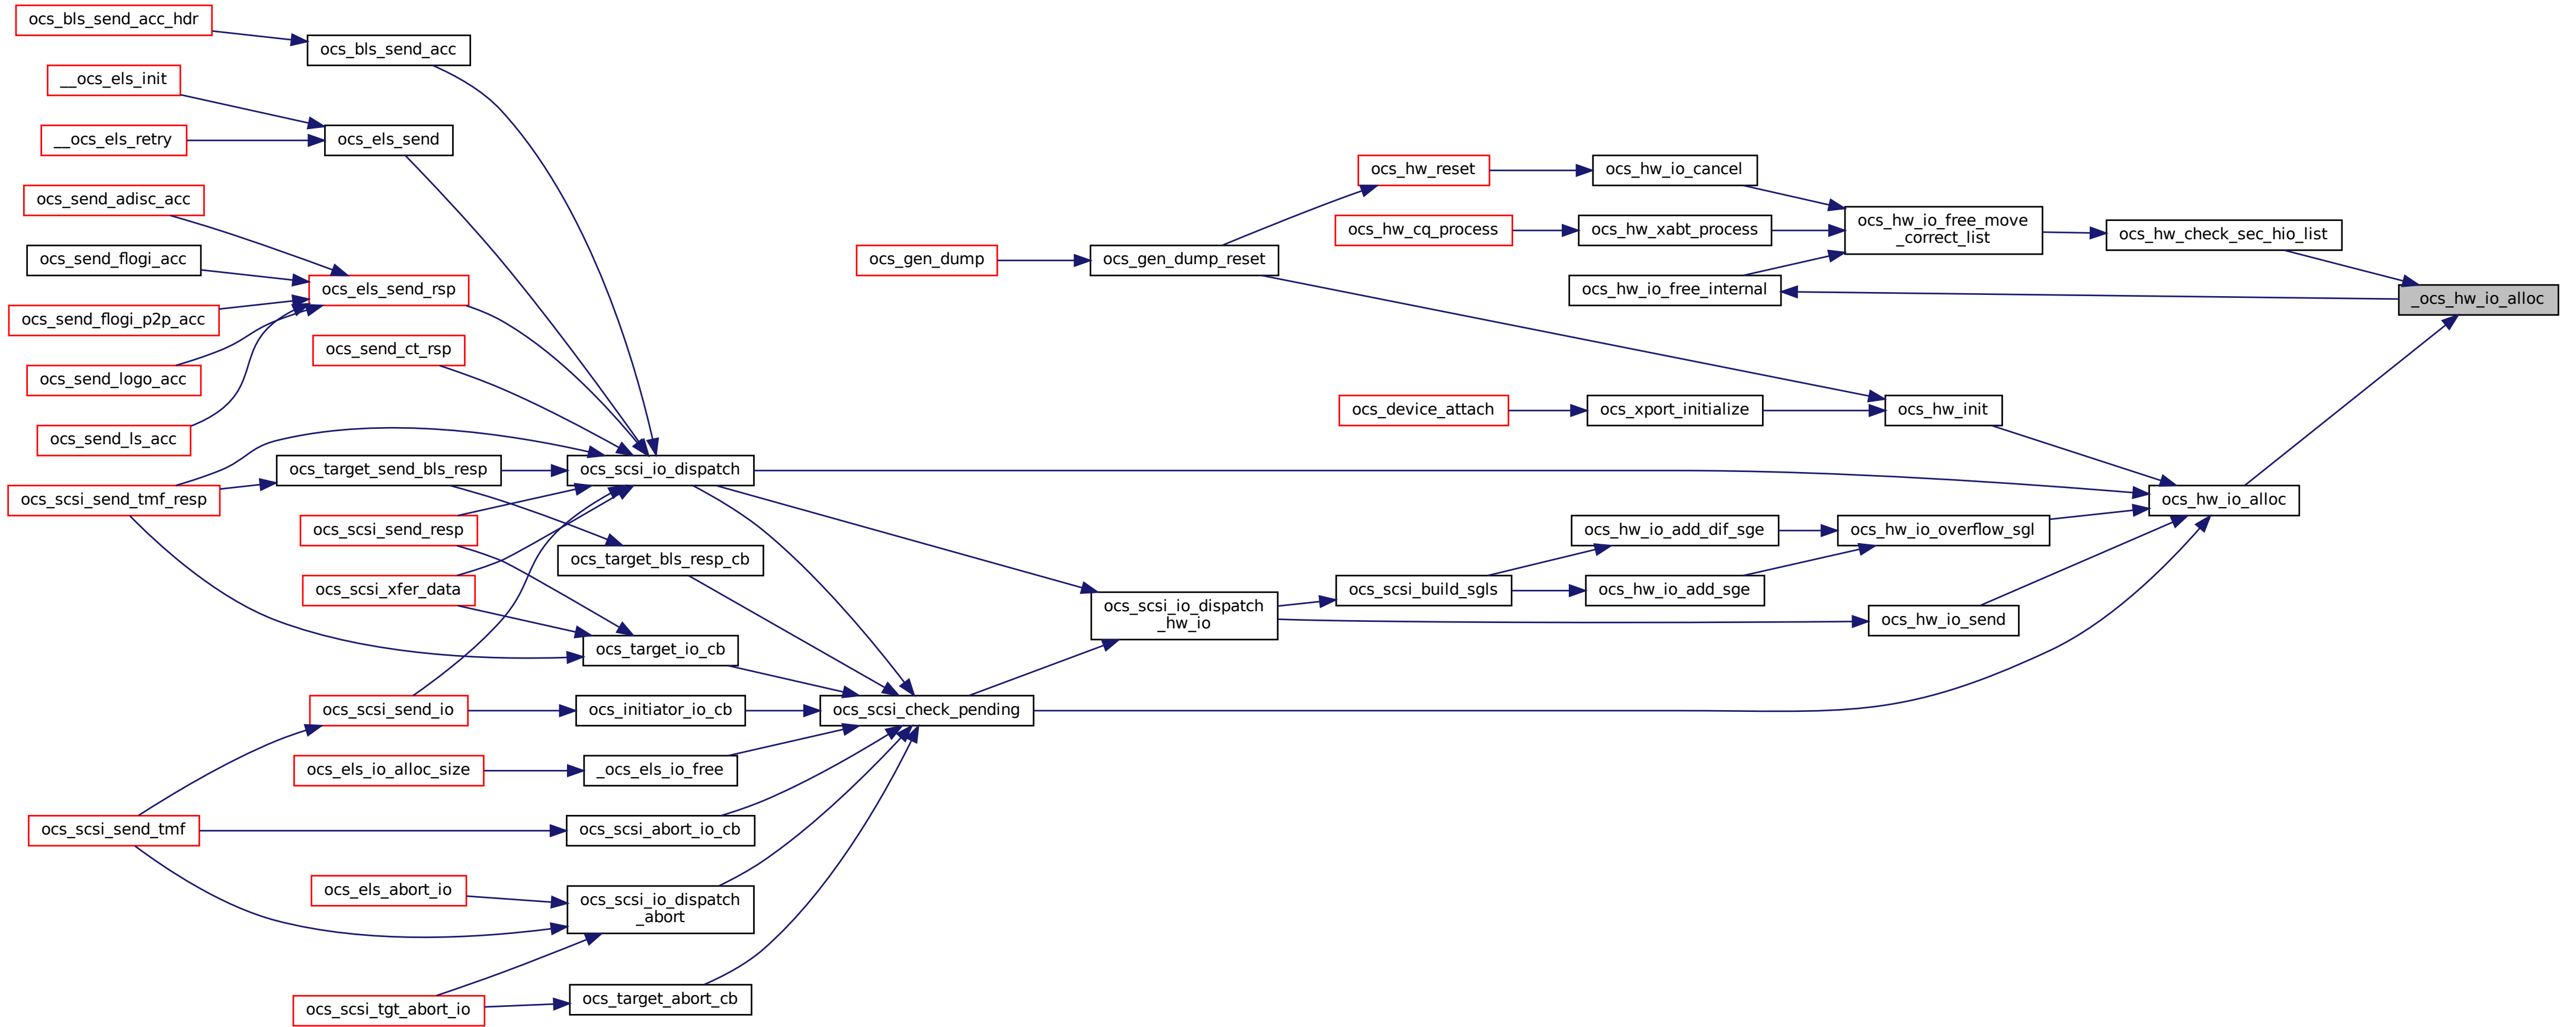 ocs_bls_send_acc_hdr
ocs_bls_send_acc
__ocs_els_init
__ocs_els_retry
ocs_els_send
ocs_send_adisc_acc
ocs_send_flogi_acc
ocs_els_send_rsp
ocs_send_flogi_p2p_acc
ocs_send_ct_rsp
ocs_send_logo_acc
ocs_send_ls_acc
ocs_scsi_send_tmf_resp
ocs_target_send_bls_resp
ocs_scsi_io_dispatch
ocs_scsi_send_resp
ocs_target_bls_resp_cb
ocs_scsi_xfer_data
ocs_target_io_cb
ocs_scsi_send_io
ocs_initiator_io_cb
ocs_scsi_check_pending
ocs_els_io_alloc_size
_ocs_els_io_free
ocs_scsi_send_tmf
ocs_scsi_abort_io_cb
ocs_els_abort_io
ocs_scsi_io_dispatch
_abort
ocs_scsi_tgt_abort_io
ocs_target_abort_cb
ocs_gen_dump
ocs_gen_dump_reset
ocs_hw_reset
ocs_hw_io_cancel
ocs_hw_cq_process
ocs_hw_xabt_process
ocs_hw_io_free_internal
ocs_hw_io_free_move
_correct_list
ocs_hw_check_sec_hio_list
_ocs_hw_io_alloc
ocs_device_attach
ocs_xport_initialize
ocs_hw_init
ocs_hw_io_alloc
ocs_hw_io_add_dif_sge
ocs_hw_io_overflow_sgl
ocs_scsi_build_sgls
ocs_hw_io_add_sge
ocs_scsi_io_dispatch
_hw_io
ocs_hw_io_send